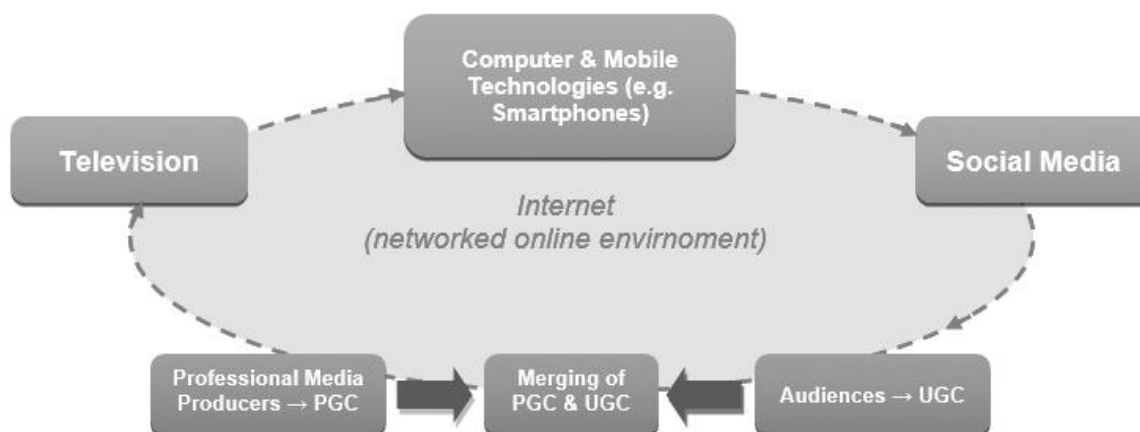 Computer & Mobile
Technologies (e.g.
Smartphones)
Television
Social Media
Internet
(networked online envirnoment)
Professional Media
Producers → PGC
Merging of
PGC & UGC
Audiences → UGC